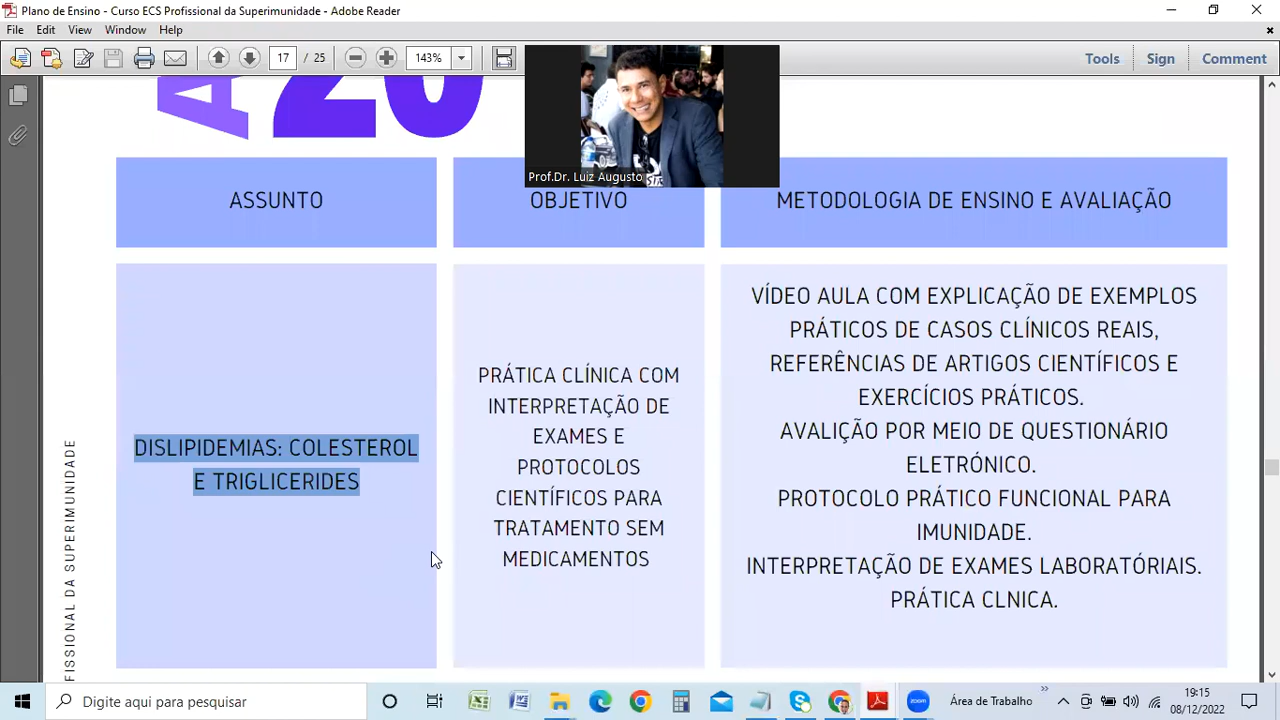 Plano de Ensino - Curso ECS Profissional da Superimunidade - Adobe Reader
File Edit View Window Help
17 / 25 143% Tools Sign Comment
A 20
Prof.Dr. Luiz Augusto
ASSUNTO
OBJETIVO
METODOLOGIA DE ENSINO E AVALIAÇÃO
DISLIPIDEMIAS: COLESTEROL
E TRIGLICERIDES
PRÁTICA CLÍNICA COM
INTERPRETAÇÃO DE
EXAMES E
PROTOCOLOS
CIENTÍFICOS PARA
TRATAMENTO SEM
MEDICAMENTOS
VÍDEO AULA COM EXPLICAÇÃO DE EXEMPLOS
PRÁTICOS DE CASOS CLÍNICOS REAIS,
REFERÊNCIAS DE ARTIGOS CIENTÍFICOS E
EXERCÍCIOS PRÁTICOS.
AVALIÇÃO POR MEIO DE QUESTIONÁRIO
ELETRÓNICO.
PROTOCOLO PRÁTICO FUNCIONAL PARA
IMUNIDADE.
INTERPRETAÇÃO DE EXAMES LABORATÓRIAIS.
PRÁTICA CLNICA.
FISSIONAL DA SUPERIMUNIDADE
Digite aqui para pesquisar
zoom
Área de Trabalho
19:15
08/12/2022